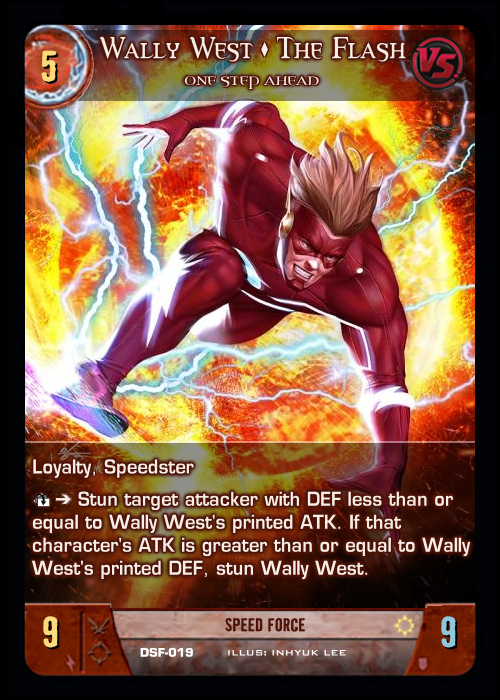 5
Wally West ♦ The Flash
VS
One Step Ahead
Loyalty, Speedster
➔ Stun target attacker with DEF less than or
equal to Wally West's printed ATK. If that
character's ATK is greater than or equal to Wally
West's printed DEF, stun Wally West.
9
SPEED FORCE
9
DSF-019 ILLUS: INHYUK LEE